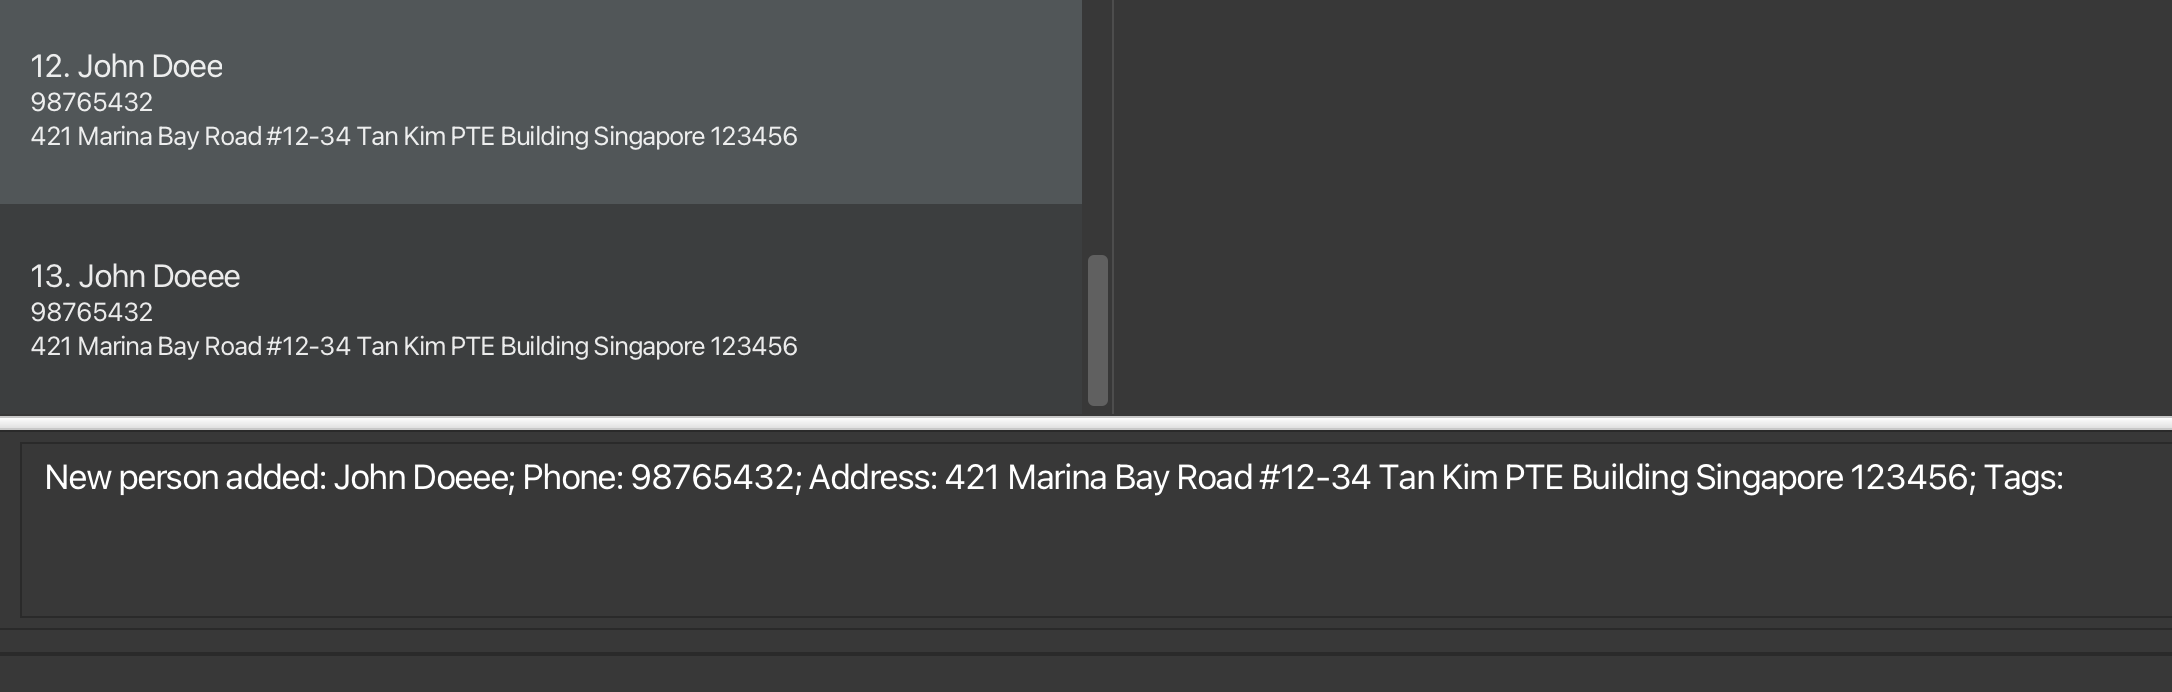 12. John Doee
98765432
421 Marina Bay Road #12-34 Tan Kim PTE Building Singapore 123456
13. John Doeee
98765432
421 Marina Bay Road #12-34 Tan Kim PTE Building Singapore 123456
New person added: John Doeee; Phone: 98765432; Address: 421 Marina Bay Road #12-34 Tan Kim PTE Building Singapore 123456; Tags: